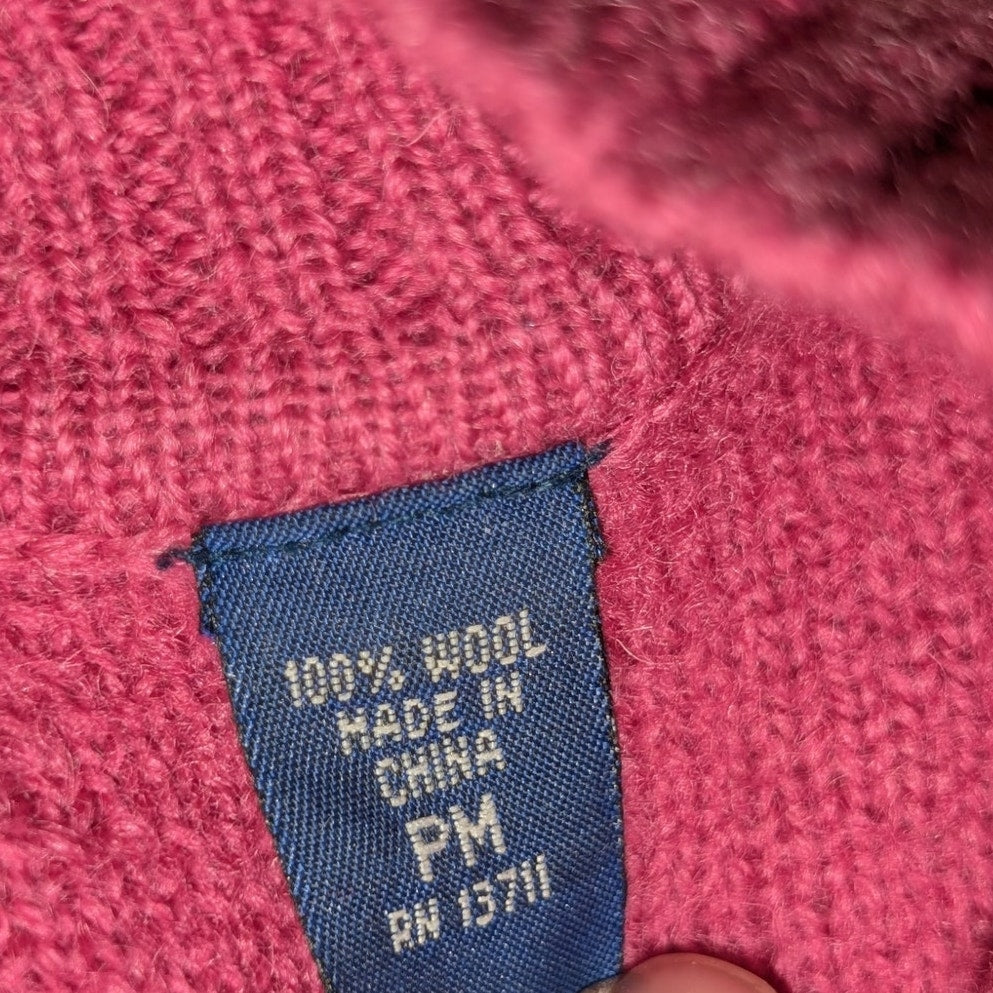 100% WOOL
MADE IN
CHINA
PM
RN 13711